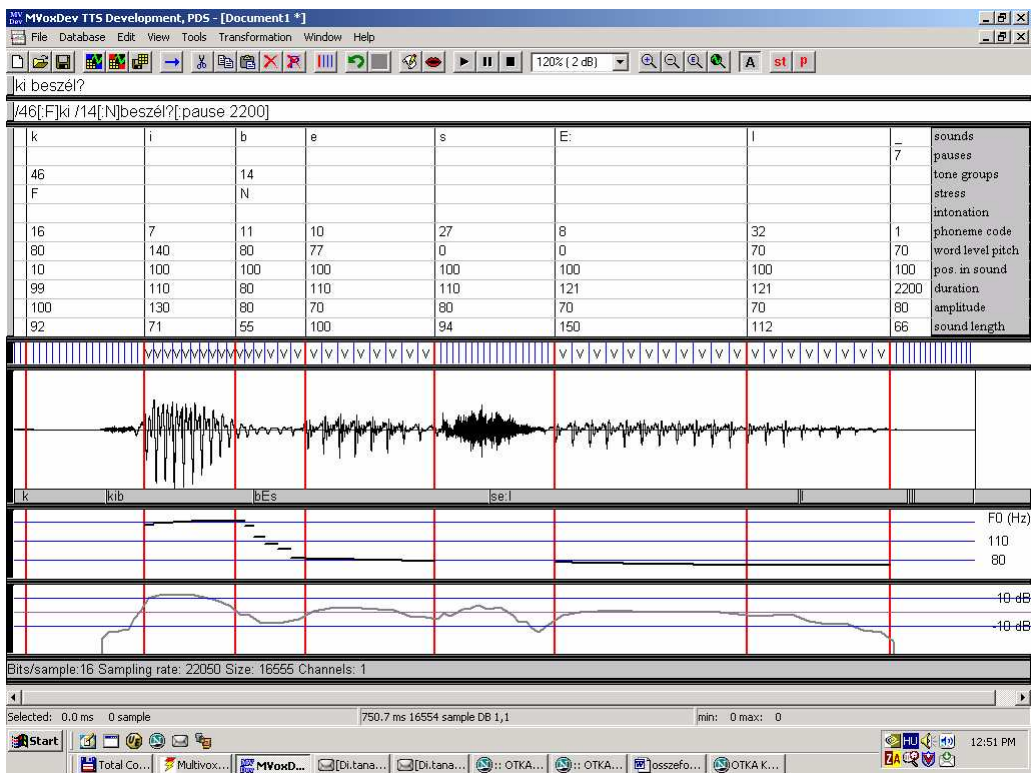 MVoxDev TTS Development, PDS - [Document1 *]
File Database Edit View Tools Transformation Window Help
120% (2 dB) A st p
ki beszél?
/46[:F]ki /14[:N]beszél?[:pause 2200]
k i b e s E: l _ sounds
7 pauses
46 14 tone groups
F N stress
intonation
16 7 11 10 27 8 32 1 phoneme code
80 140 80 77 0 0 70 70 word level pitch
10 100 100 100 100 100 100 100 pos. in sound
99 110 80 110 110 121 121 2200 duration
100 130 80 70 80 70 70 80 amplitude
92 71 55 100 94 150 112 66 sound length
V V V V V V V V V V V V V V V V V V V V V V V V V V V V V V V V V V V V V V V
k kib bEs se:l l
F0 (Hz)
110
80
10 dB
-10 dB
Bits/sample:16 Sampling rate: 22050 Size: 16555 Channels: 1
Selected: 0.0 ms 0 sample 750.7 ms 16554 sample DB 1,1 min: 0 max: 0
Start HU 12:51 PM
Total Co... Multivox... MVoxD... [Di.tana... [Di.tana... :: OTKA... :: OTKA... osszefo... OTKA K...